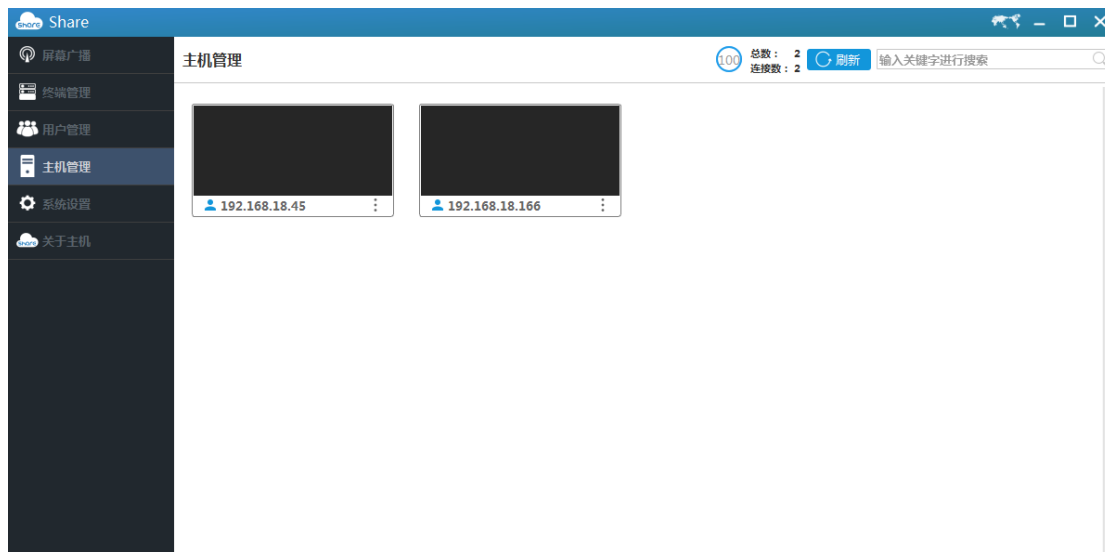 share Share
屏幕广播
终端管理
用户管理
主机管理
系统设置
share 关于主机
主机管理
100
总数： 2
连接数：2
刷新
输入关键字进行搜索
192.168.18.45
192.168.18.166